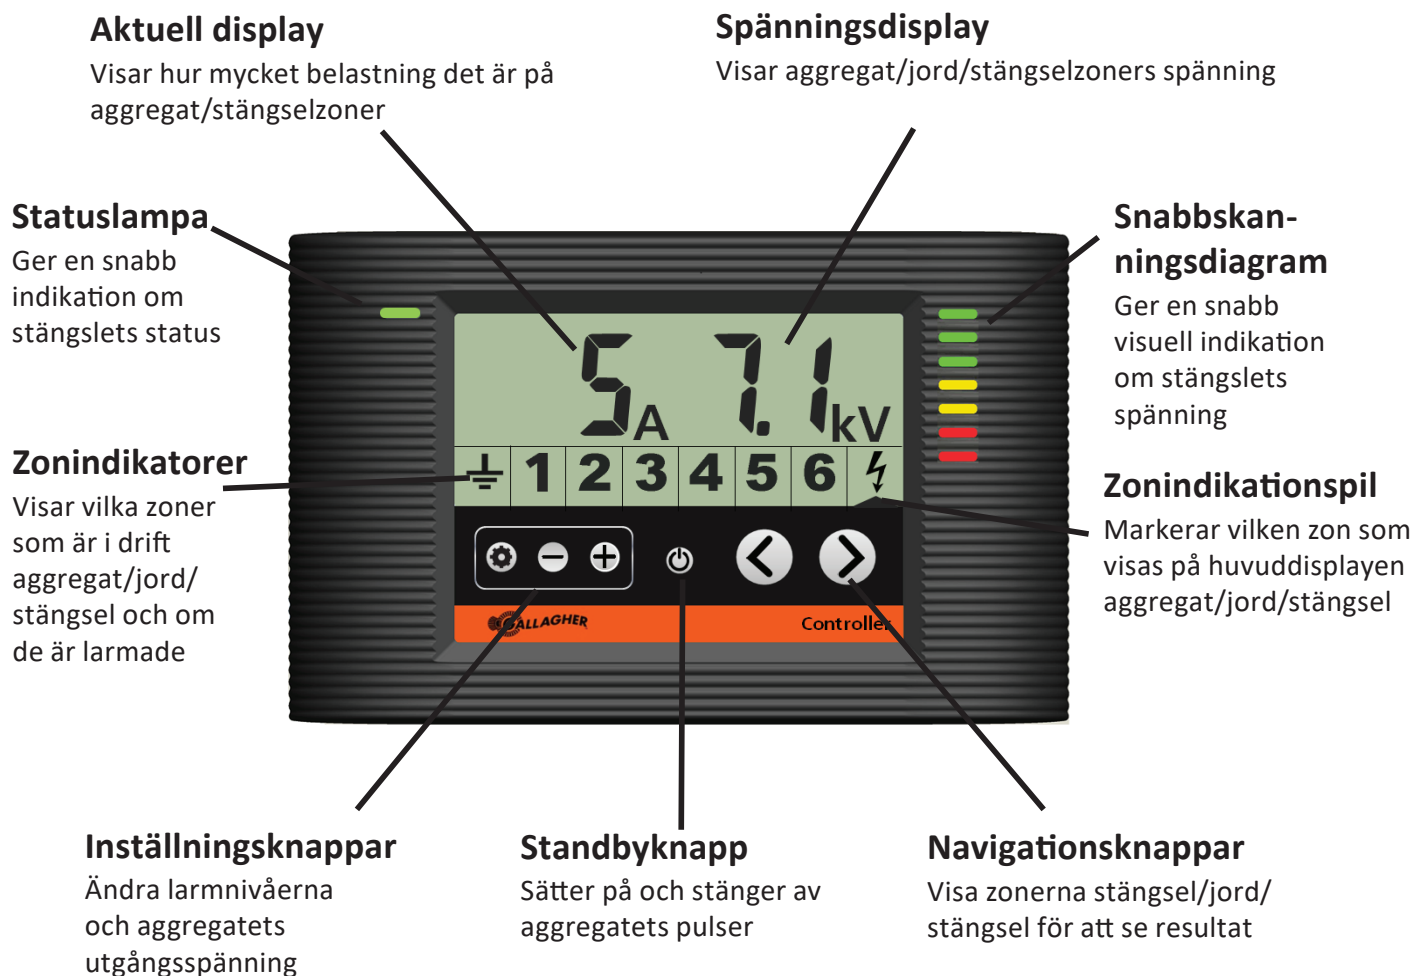 Aktuell display
Visar hur mycket belastning det är på
aggregat/stängselzoner
Spänningsdisplay
Visar aggregat/jord/stängselzoners spänning
Statuslampa
Ger en snabb
indikation om
stängslets status
Snabbskan-
ningsdiagram
Ger en snabb
visuell indikation
om stängslets
spänning
5 A 7.1 kV
1 2 3 4 5 6
Zonindikatorer
Visar vilka zoner
som är i drift
aggregat/jord/
stängsel och om
de är larmade
Zonindikationspil
Markerar vilken zon som
visas på huvuddisplayen
aggregat/jord/stängsel
GALLAGHER
Controller
Inställningsknappar
Ändra larmnivåerna
och aggregatets
utgångsspänning
Standbyknapp
Sätter på och stänger av
aggregatets pulser
Navigationsknappar
Visa zonerna stängsel/jord/
stängsel för att se resultat